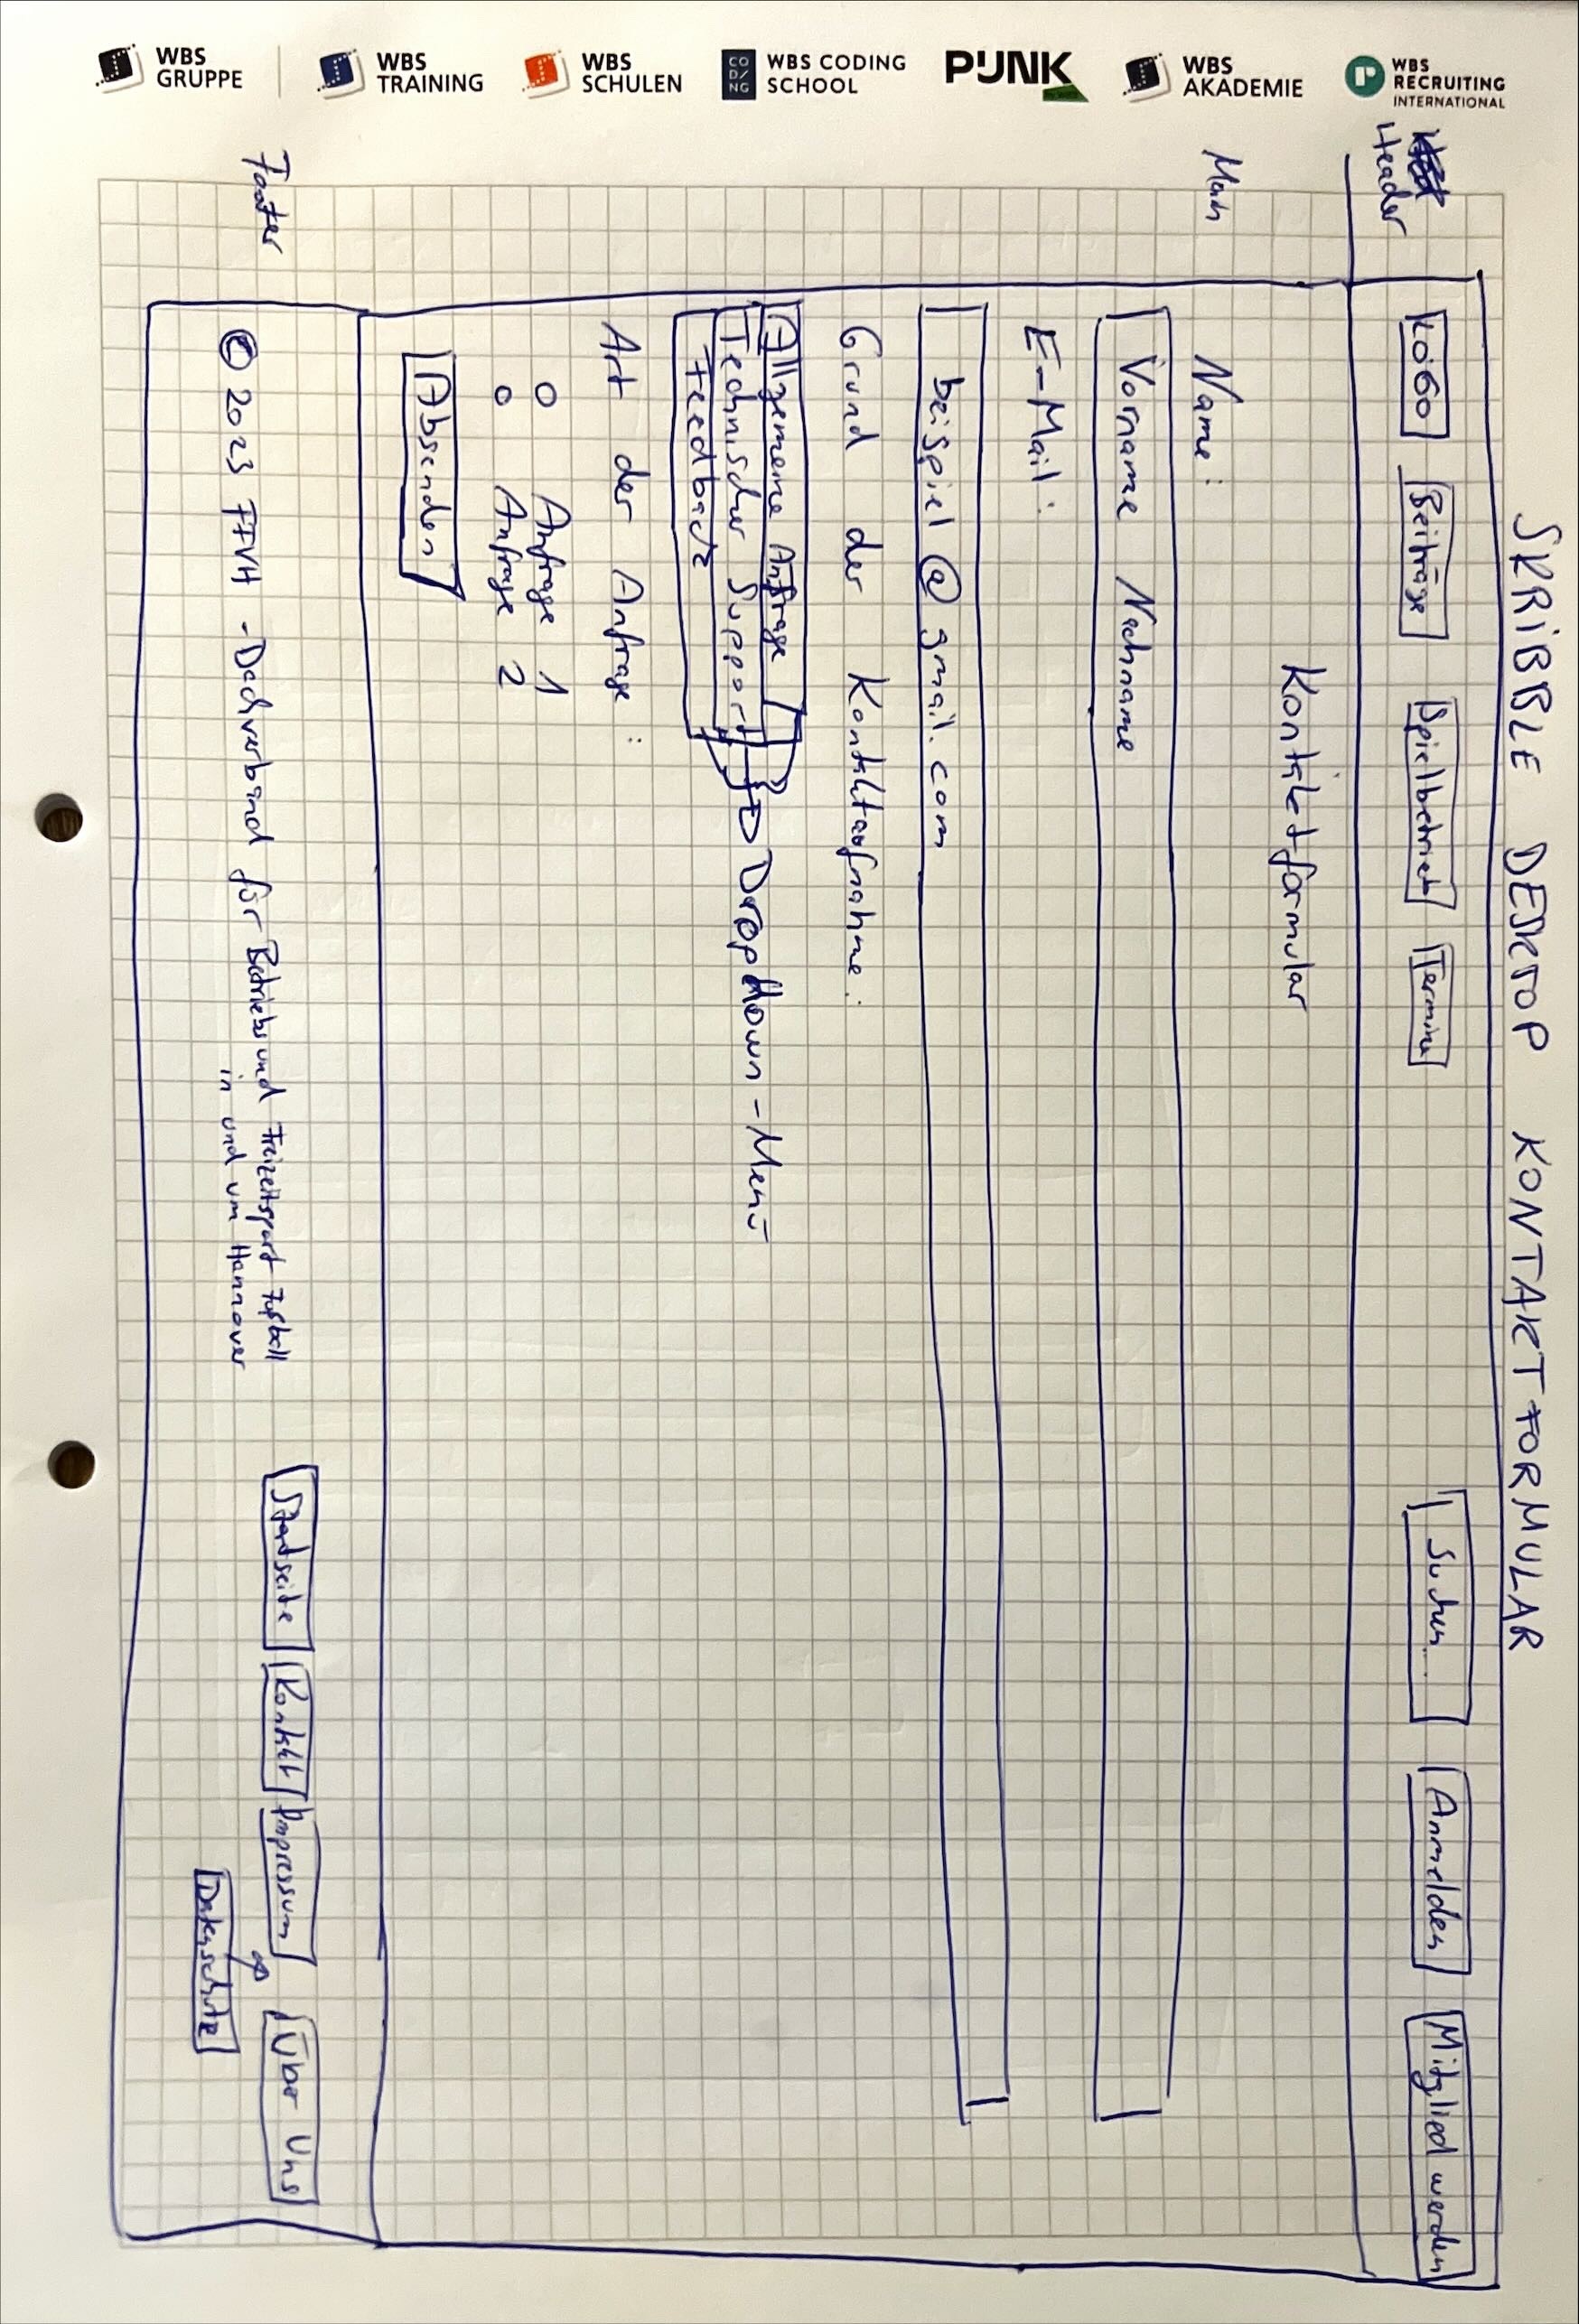 SKRIBBLE DESKTOP KONTAKTFORMULAR
Header
LOGO Beiträge Spielbetrieb Termine Suchen... Anmelden Mitglied werden
Main
Kontaktformular
Name:
Vorname Nachname
E-Mail:
beispiel@gmail.com
Grund der Kontaktaufnahme:
Allgemeine Anfrage
Technischer Support
Feedback
DropDown-Menü
Art der Anfrage:
Anfrage 1
Anfrage 2
Absenden
Footer
© 2023 FFVH - Dachverband für Betriebs und Freizeitsport Fußball
in und um Hannover
Startseite Kontakt Impressum Über Uns
Datenschutz
WBS GRUPPE
WBS TRAINING
WBS SCHULEN
CODING
WBS CODING SCHOOL
PUNK
WBS AKADEMIE
r
WBS RECRUITING INTERNATIONAL